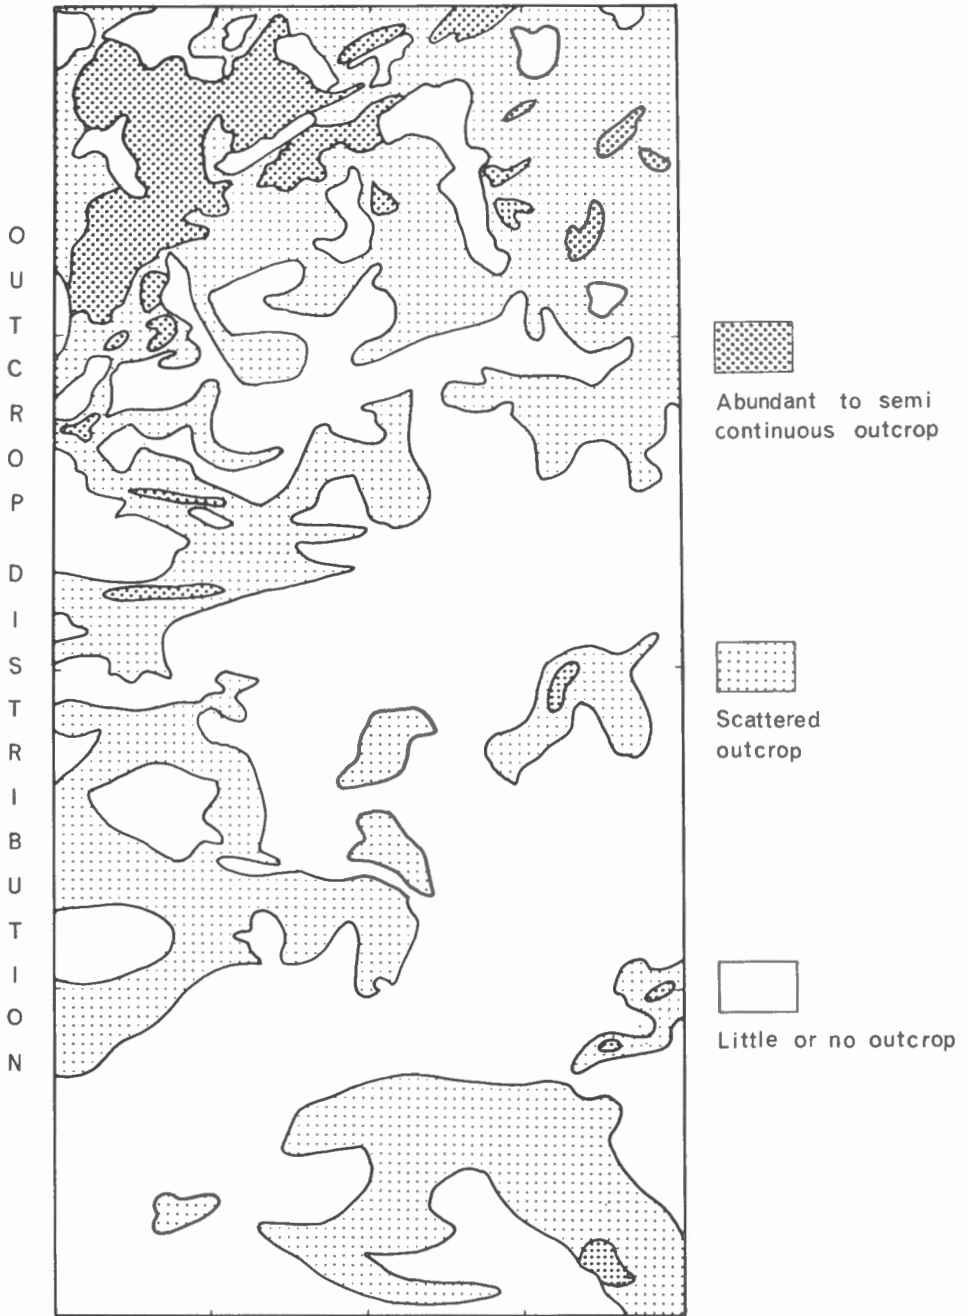 OUTCROP DISTRIBUTION
Abundant to semi
continuous outcrop
Scattered
outcrop
Little or no outcrop